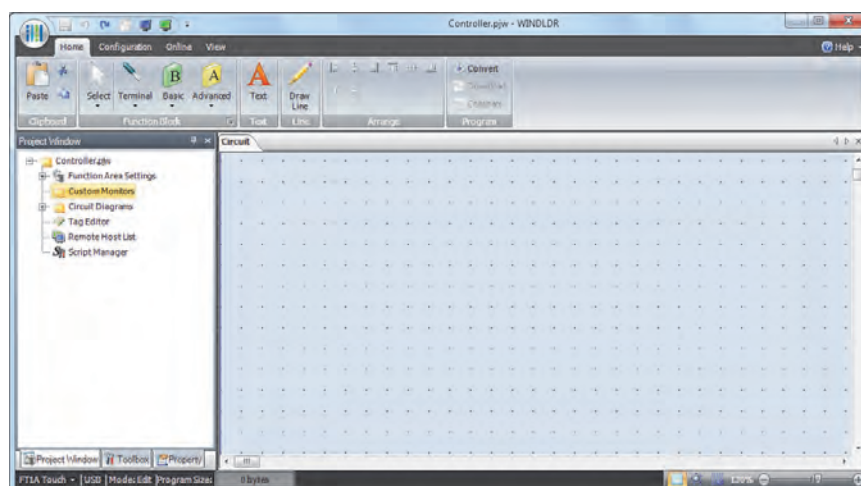 Controller.pjw - WINDLDR
Home Configuration Online View Help
Paste Select Terminal Basic Advanced Text Draw Line Convert
Download
Clipboard Function Block Text Line Arrange Program
Project Window Circuit
Controller.pjw
Function Area Settings
Custom Monitors
Circuit Diagrams
Tag Editor
Remote Host List
Script Manager
Project Window Toolbox Property
FT1A Touch USB Mode: Edit Program Size: 0 bytes 120%